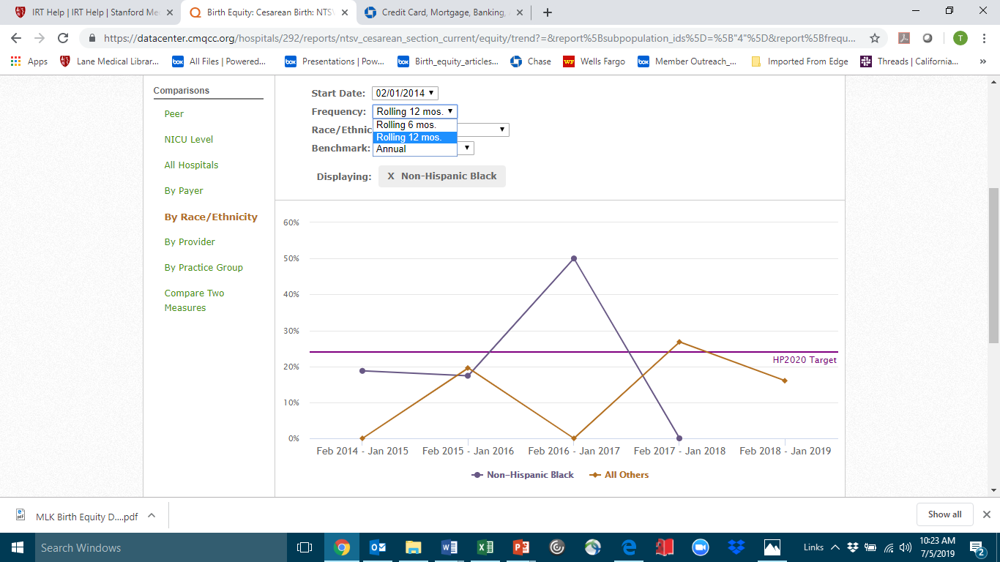 IRT Help | IRT Help | Stanford Me
Birth Equity: Cesarean Birth: NTSV
Credit Card, Mortgage, Banking,
https://datacenter.cmqcc.org/hospitals/292/reports/ntsv_cesarean_section_current/equity/trend?=&report%5Bsubpopulation_ids%5D=%5B"4"%5D&report%5Bfrequ...
T
Apps
Lane Medical Librar...
box
All Files | Powered...
box
Presentations | Pow...
box
Birth_equity_articles...
Chase
WF
Wells Fargo
box
Member Outreach_...
Imported From Edge
Threads | California...
»
Comparisons
Peer
NICU Level
All Hospitals
By Payer
By Race/Ethnicity
By Provider
By Practice Group
Compare Two
Measures
Start Date: 02/01/2014
Frequency: Rolling 12 mos.
Rolling 6 mos.
Race/Ethnic
Rolling 12 mos.
Benchmark:
Annual
Displaying: X Non-Hispanic Black
60%
50%
40%
30%
HP2020 Target
20%
10%
0%
Feb 2014 - Jan 2015 Feb 2015 - Jan 2016 Feb 2016 - Jan 2017 Feb 2017 - Jan 2018 Feb 2018 - Jan 2019
Non-Hispanic Black All Others
MLK Birth Equity D....pdf
Show all
Search Windows
Links
10:23 AM
7/5/2019
2